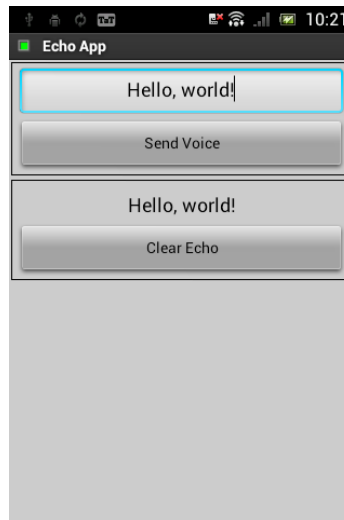 10:21
Echo App
Hello, world!
Send Voice
Hello, world!
Clear Echo